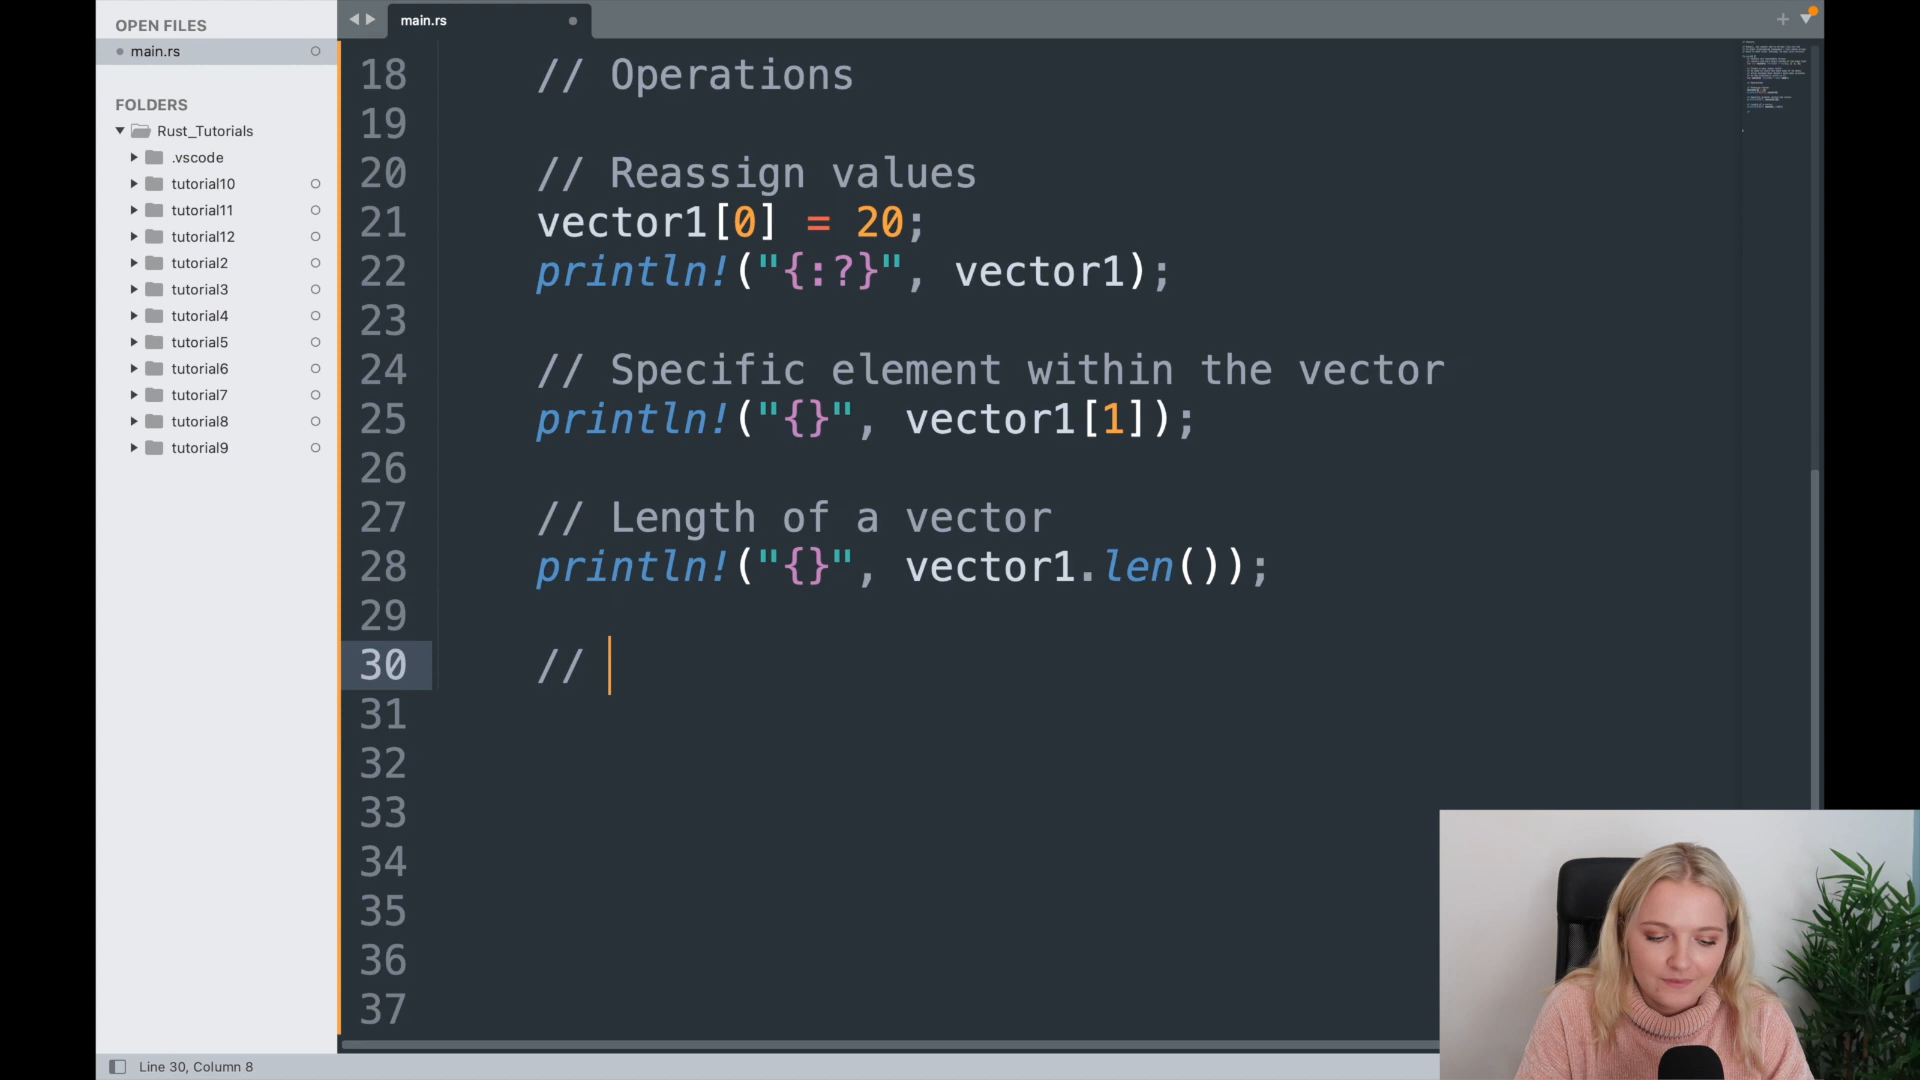 OPEN FILES
main.rs
FOLDERS
Rust_Tutorials
.vscode
tutorial10
tutorial11
tutorial12
tutorial2
tutorial3
tutorial4
tutorial5
tutorial6
tutorial7
tutorial8
tutorial9
main.rs
18 // Operations
19
20 // Reassign values
21 vector1[0] = 20;
22 println!("{:?}", vector1);
23
24 // Specific element within the vector
25 println!("{}", vector1[1]);
26
27 // Length of a vector
28 println!("{}", vector1.len());
29
30 //
31
32
33
34
35
36
37
Line 30, Column 8